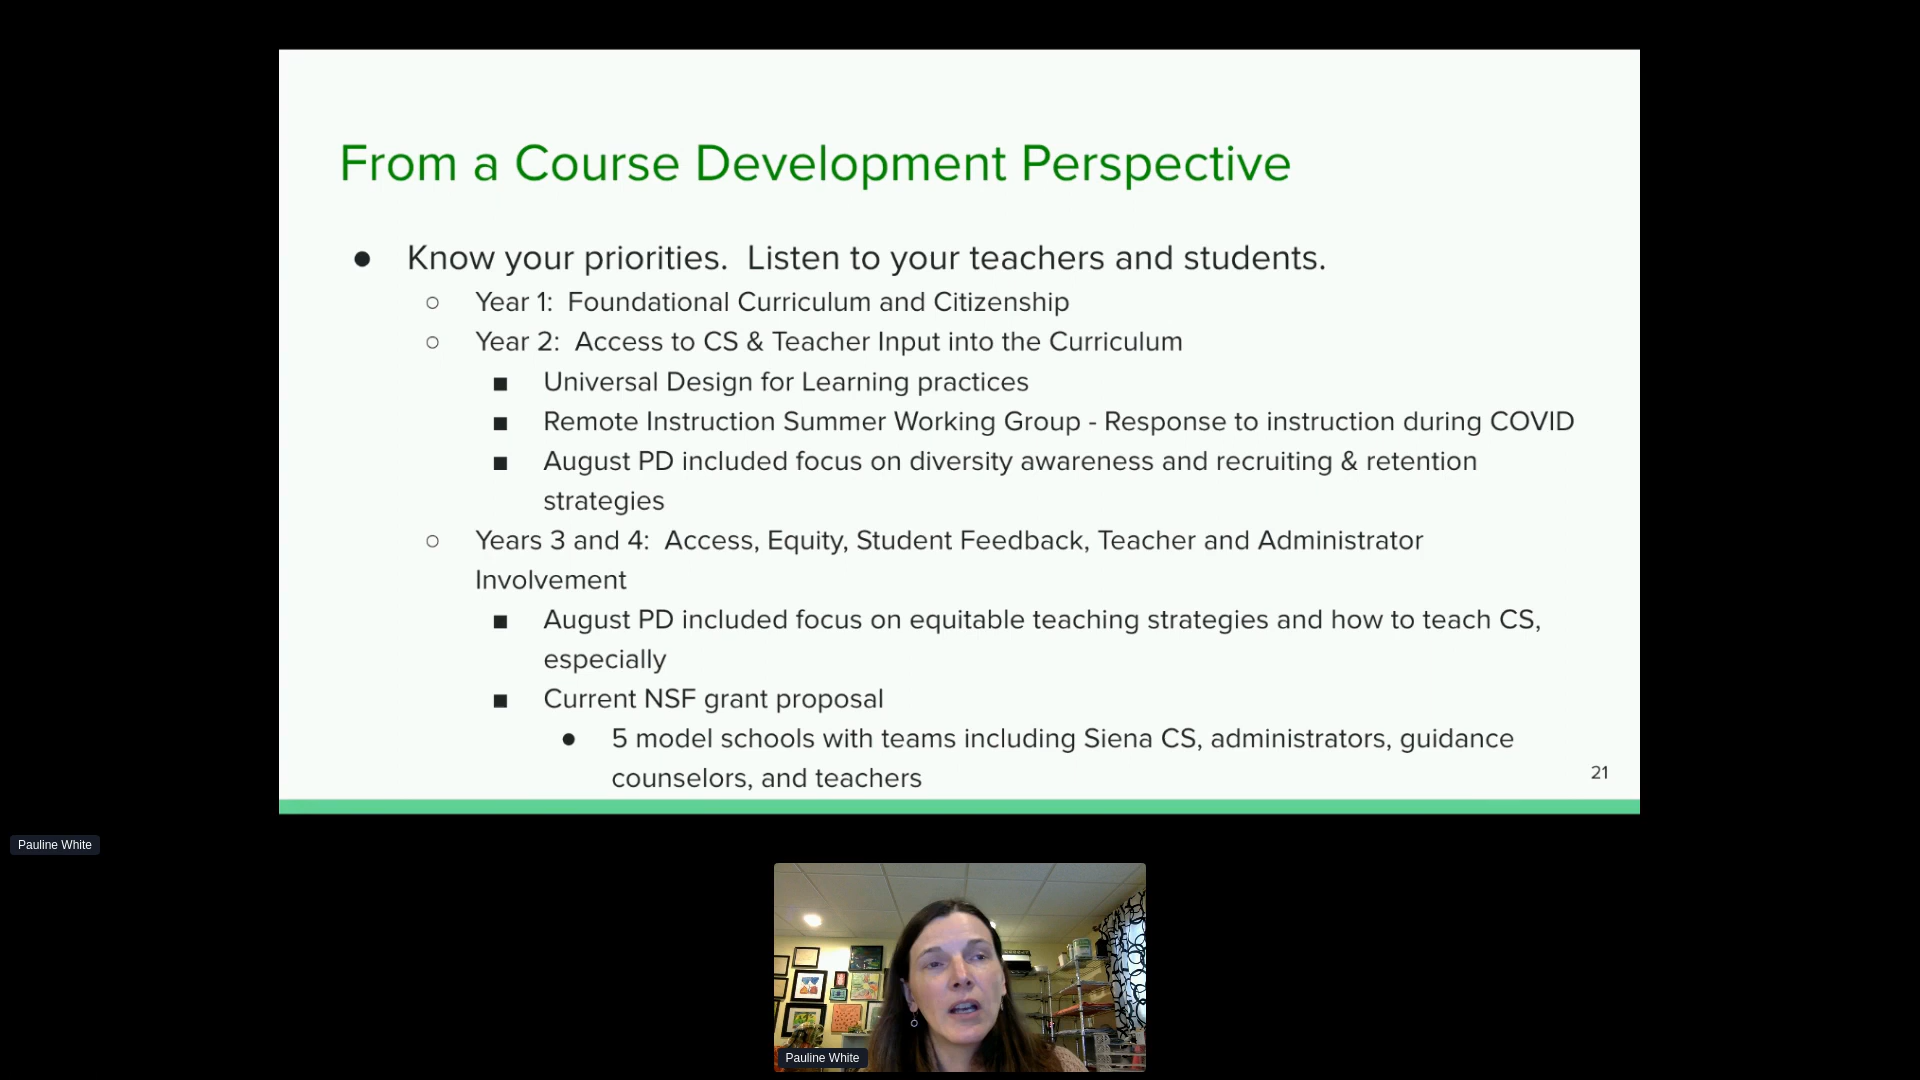 From a Course Development Perspective
● Know your priorities.  Listen to your teachers and students.
○ Year 1:  Foundational Curriculum and Citizenship
○ Year 2:  Access to CS & Teacher Input into the Curriculum
■ Universal Design for Learning practices
■ Remote Instruction Summer Working Group - Response to instruction during COVID
■ August PD included focus on diversity awareness and recruiting & retention
strategies
○ Years 3 and 4:  Access, Equity, Student Feedback, Teacher and Administrator
Involvement
■ August PD included focus on equitable teaching strategies and how to teach CS,
especially
■ Current NSF grant proposal
● 5 model schools with teams including Siena CS, administrators, guidance
counselors, and teachers
21
Pauline White
Pauline White